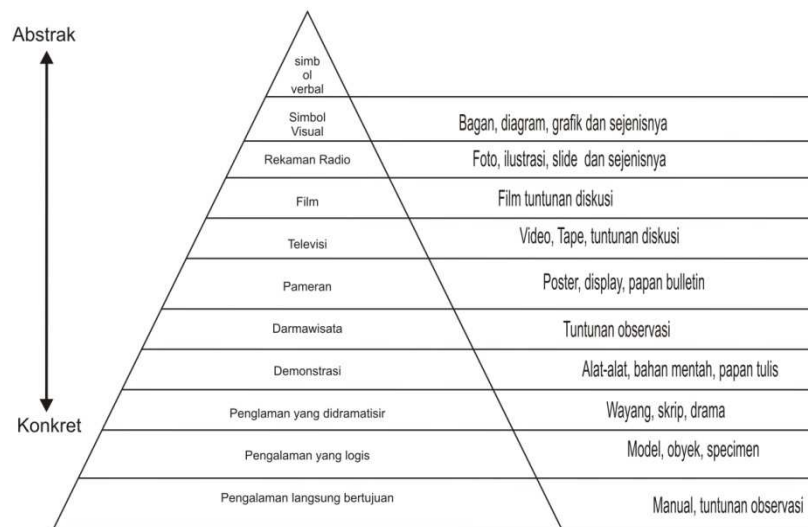 Abstrak
simb
ol
verbal
Simbol
Visual
Bagan, diagram, grafik dan sejenisnya
Rekaman Radio
Foto, ilustrasi, slide dan sejenisnya
Film
Film tuntunan diskusi
Televisi
Video, Tape, tuntunan diskusi
Pameran
Poster, display, papan bulletin
Darmawisata
Tuntunan observasi
Demonstrasi
Alat-alat, bahan mentah, papan tulis
Konkret
Penglaman yang didramatisir
Wayang, skrip, drama
Pengalaman yang logis
Model, obyek, specimen
Pengalaman langsung bertujuan
Manual, tuntunan observasi